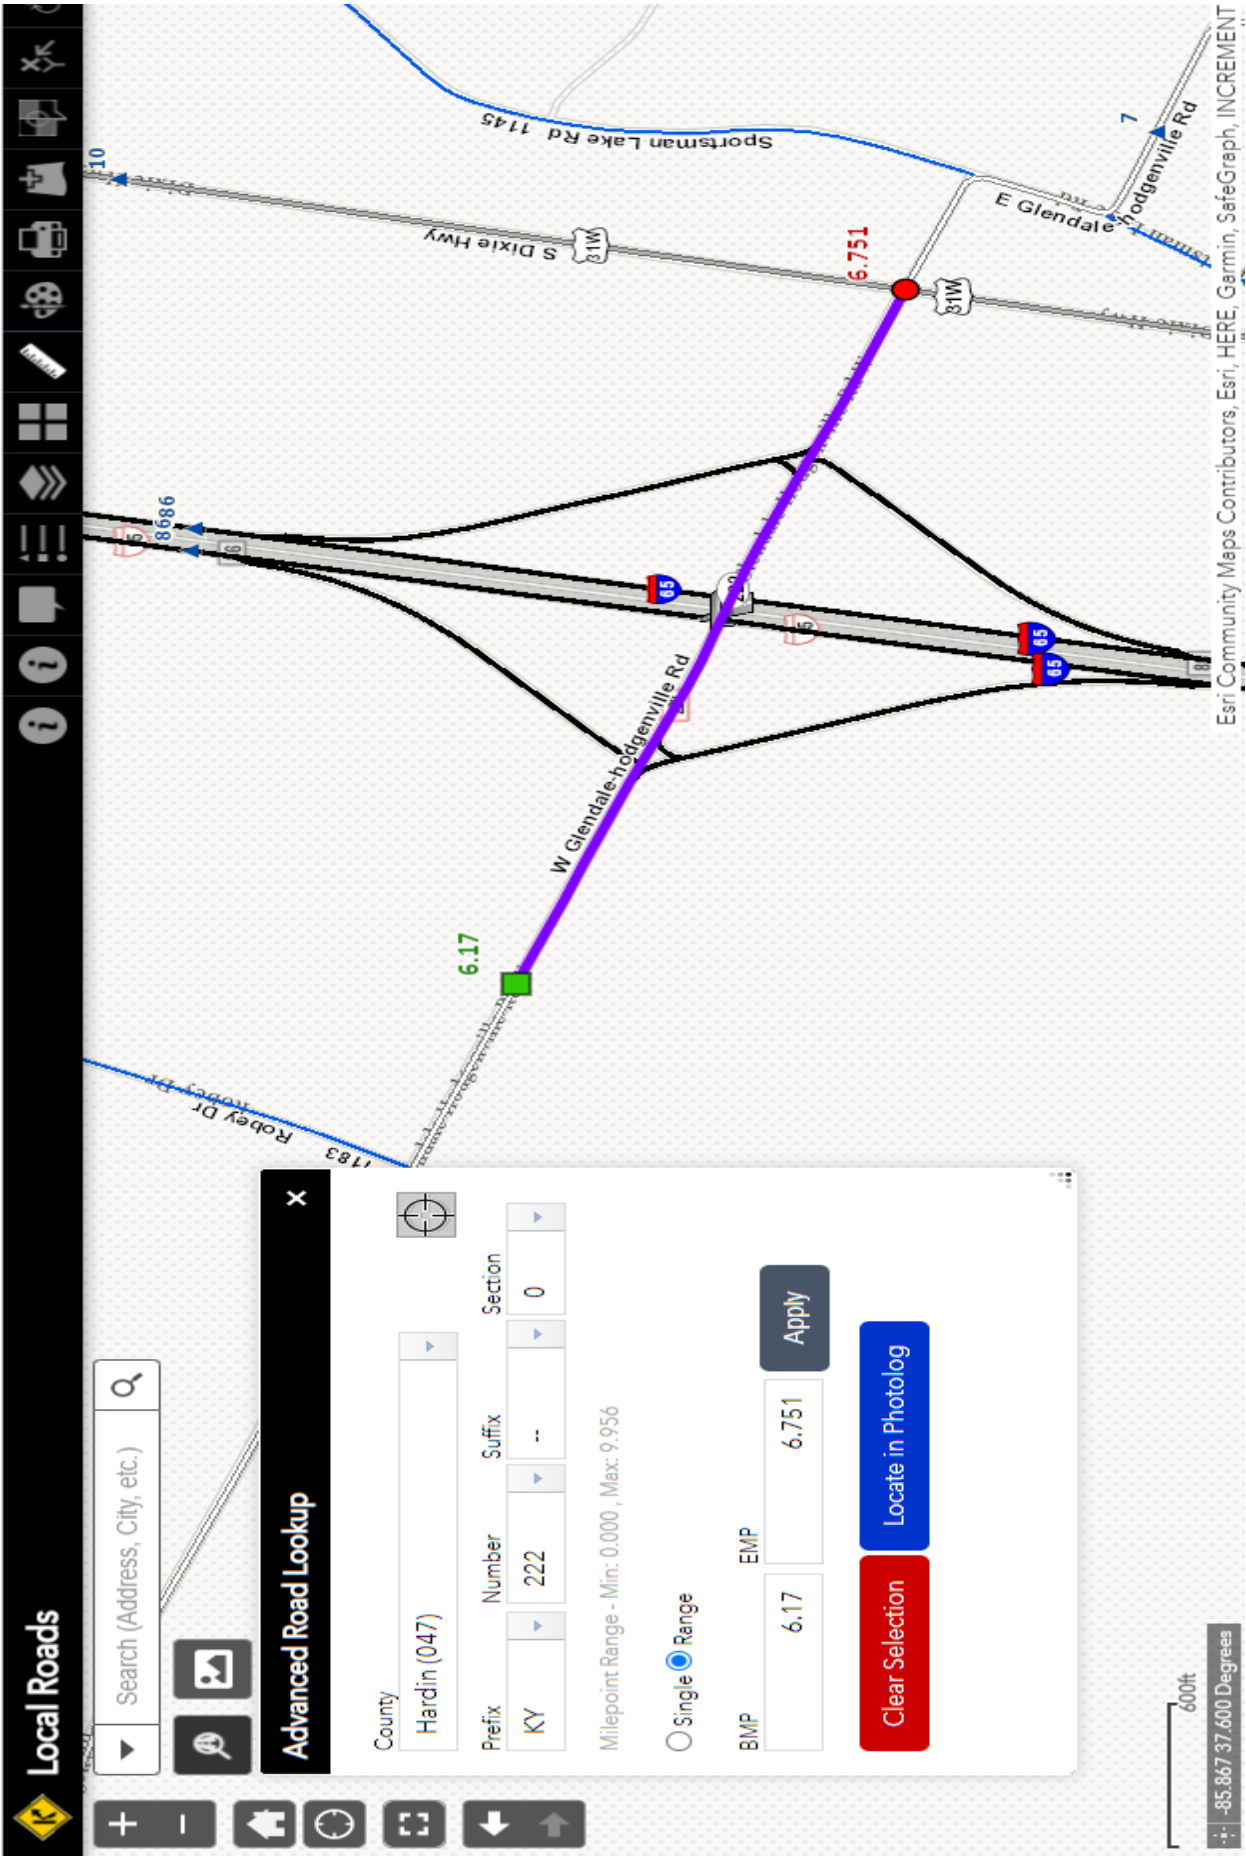 Local Roads
Search (Address, City, etc.)
Advanced Road Lookup
×
County
Hardin (047)
Prefix
Number
Suffix
Section
KY
222
--
0
Milepoint Range - Min: 0.000 , Max: 9.956
Single
Range
BMP
EMP
6.17
6.751
Apply
Clear Selection
Locate in Photolog
600ft
-85.867 37.600 Degrees
Robey Dr
1183
6.17
W Glendale-hodgenville Rd
8686
65
65
65
6.751
S Dixie Hwy
31W
31W
10
Sportsman Lake Rd 1145
E Glendale-hodgenville Rd
7
Esri Community Maps Contributors, Esri, HERE, Garmin, SafeGraph, INCREMENT